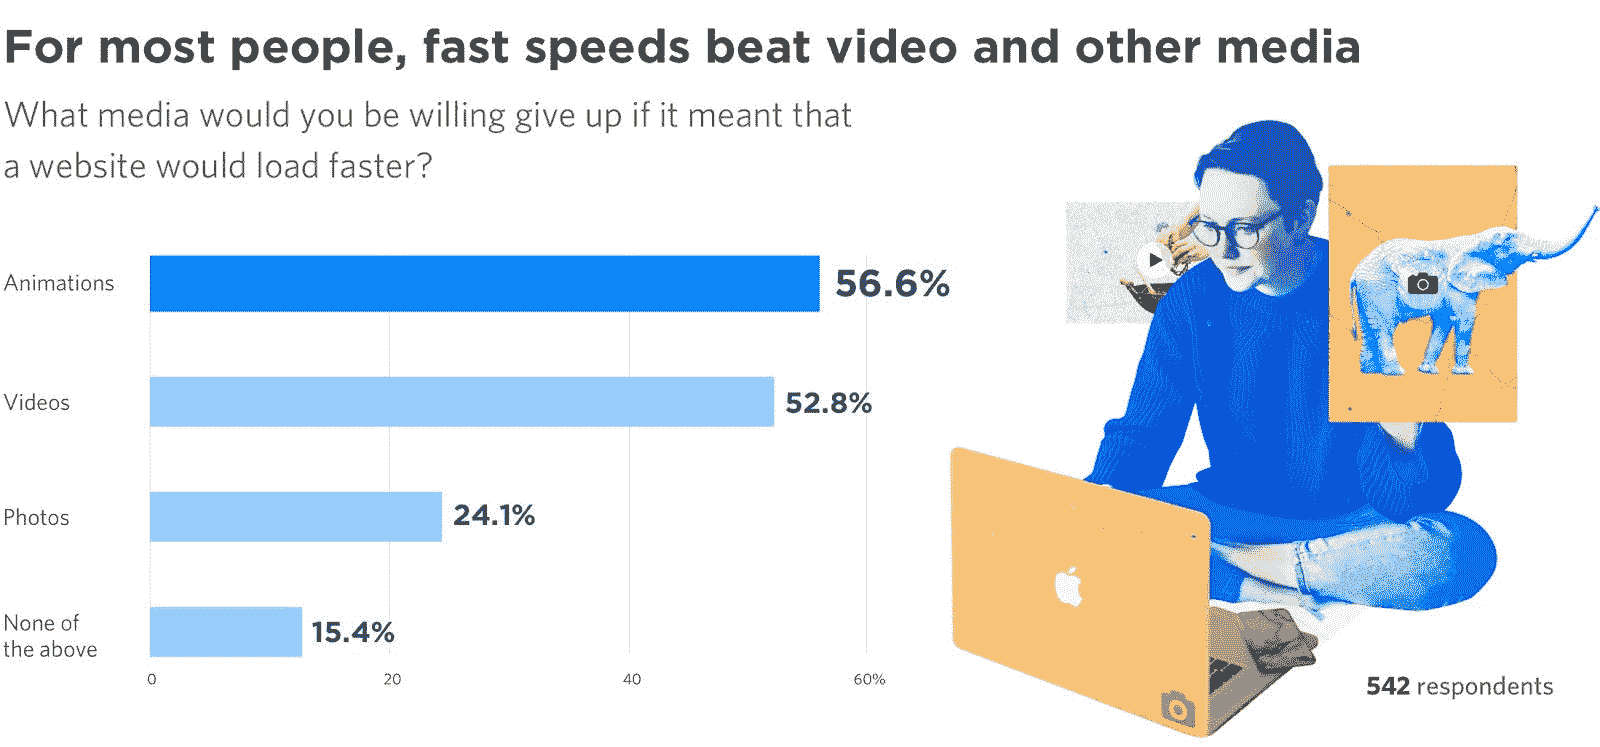 For most people, fast speeds beat video and other media
What media would you be willing give up if it meant that
a website would load faster?
Animations
56.6%
Videos
52.8%
Photos
24.1%
None of
the above
15.4%
0
20
40
60%
542 respondents